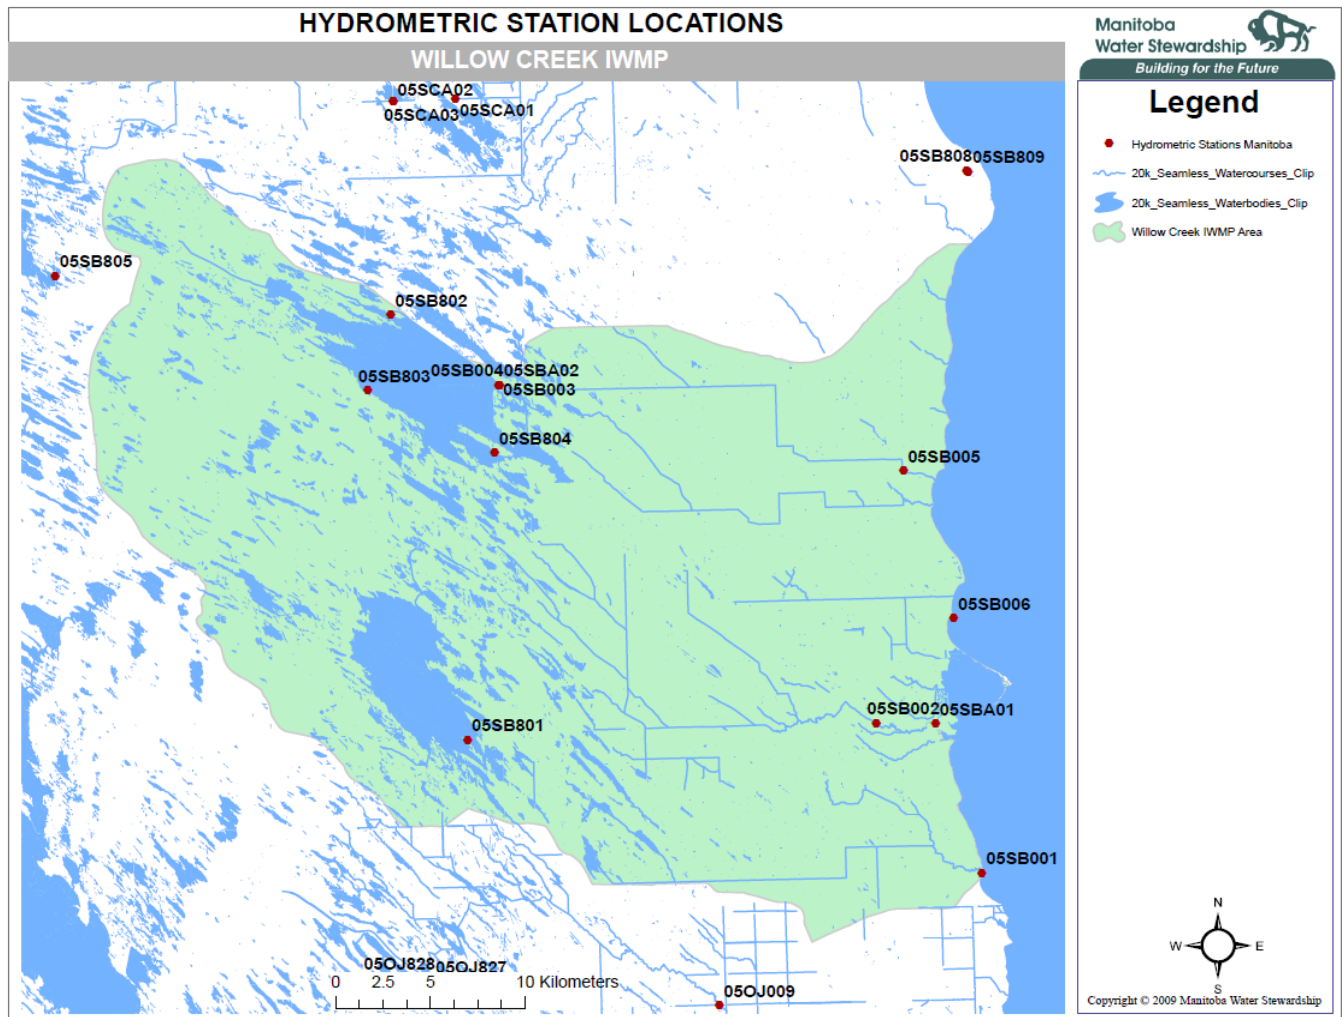 HYDROMETRIC STATION LOCATIONS
WILLOW CREEK IWMP
Manitoba
Water Stewardship
Building for the Future
Legend
Hydrometric Stations Manitoba
20k_Seamless_Watercourses_Clip
20k_Seamless_Waterbodies_Clip
Willow Creek IWMP Area
05SCA02
05SCA03 05SCA01
05SB808 05SB809
05SB805
05SB802
05SB803 05SB004 05SBA02
05SB003
05SB804
05SB005
05SB006
05SB002 05SBA01
05SB801
05SB001
05OJ828 05OJ827
0 2.5 5 10 Kilometers
05OJ009
N
W E
S
Copyright © 2009 Manitoba Water Stewardship